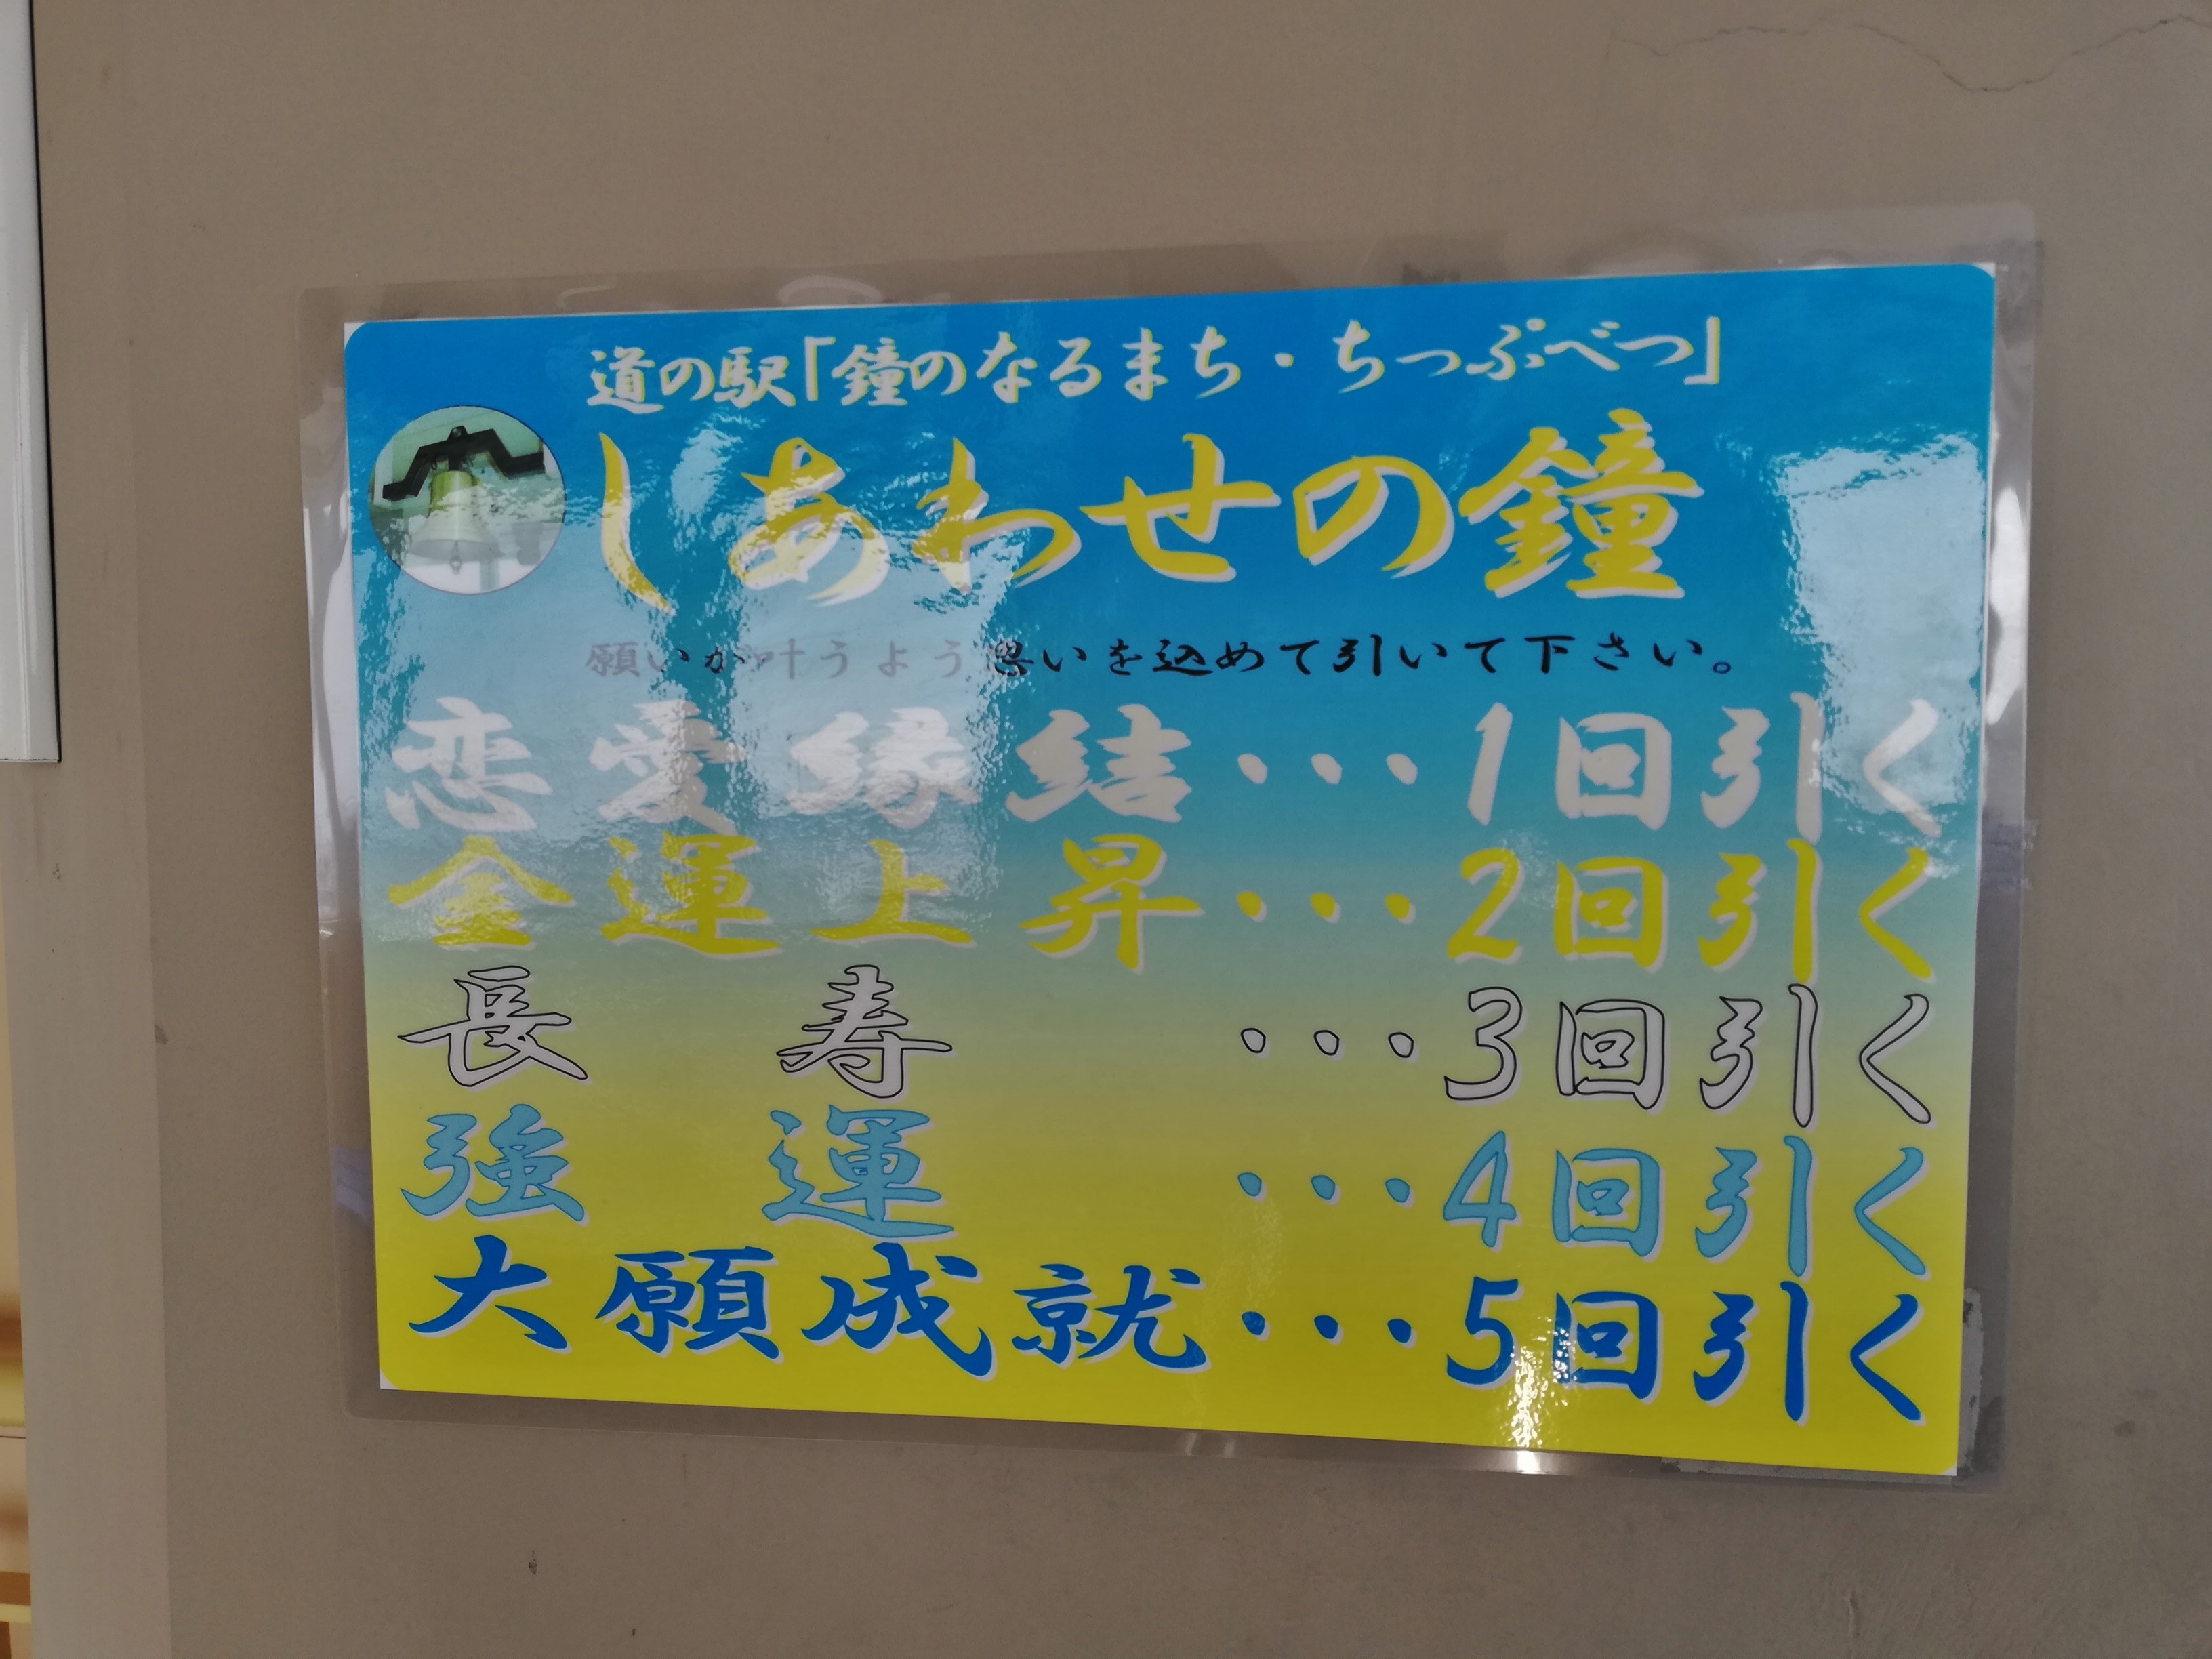 道の駅「鐘のなるまち・ちっぷべつ」
しあわせの鐘
願いが叶うよう思いを込めて引いて下さい。
恋愛縁結・・・1回引く
金運上昇・・・2回引く
長寿・・・3回引く
強運・・・4回引く
大願成就・・・5回引く